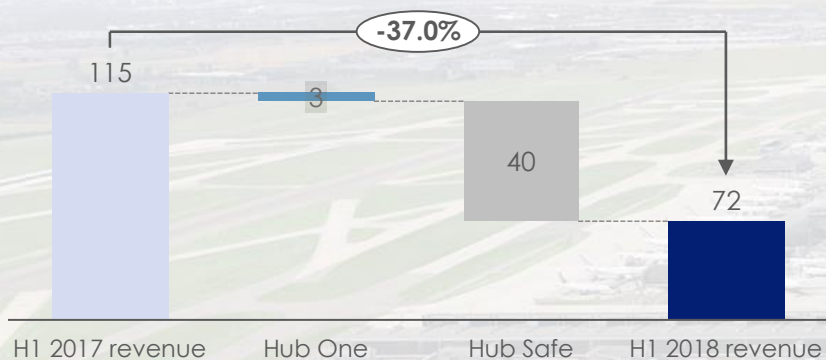 -37.0%
115
3
40
72
H1 2017 revenue
Hub One
Hub Safe
H1 2018 revenue